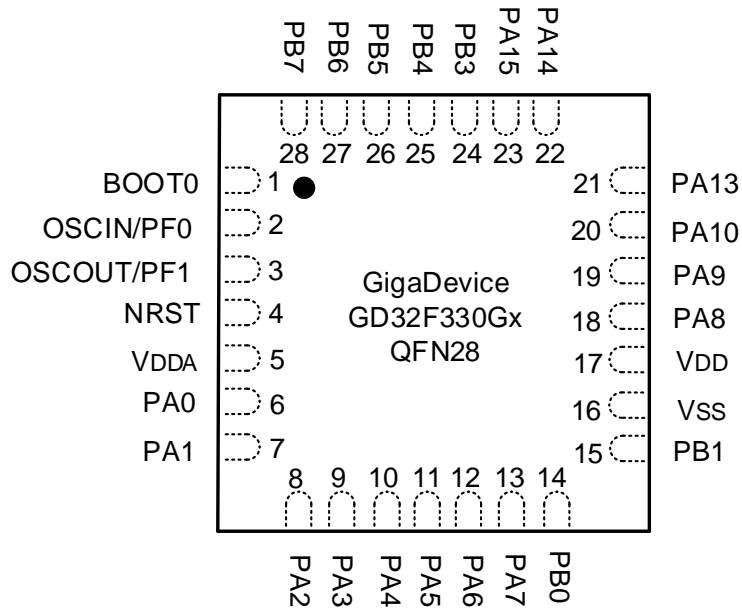 PB7 PB6 PB5 PB4 PB3 PA15 PA14
28 27 26 25 24 23 22
BOOT0 1
OSCIN/PF0 2
OSCOUT/PF1 3
NRST 4
VDDA 5
PA0 6
PA1 7
GigaDevice
GD32F330Gx
QFN28
21 PA13
20 PA10
19 PA9
18 PA8
17 VDD
16 VSS
15 PB1
8 9 10 11 12 13 14
PA2 PA3 PA4 PA5 PA6 PA7 PB0